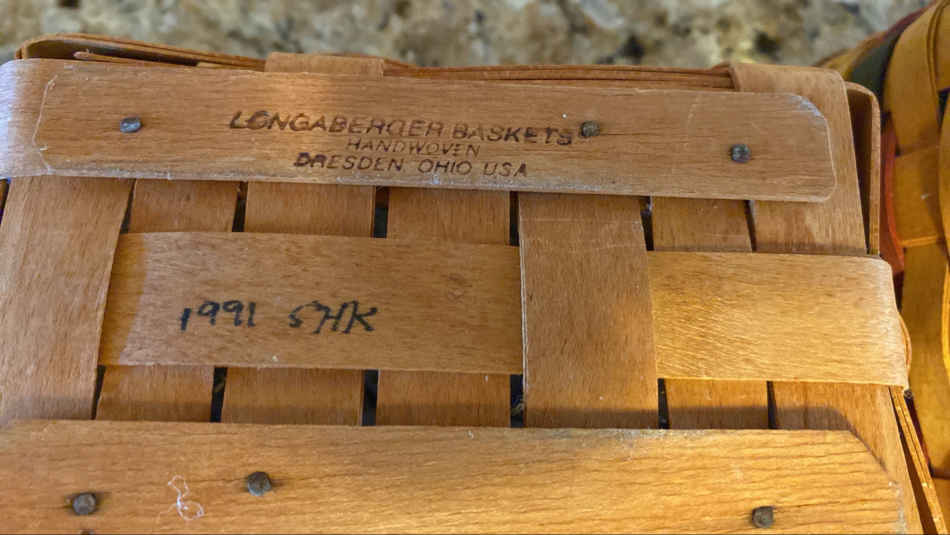 LONGABERGER BASKETS®
HANDWOVEN
DRESDEN, OHIO USA
1991 SHK